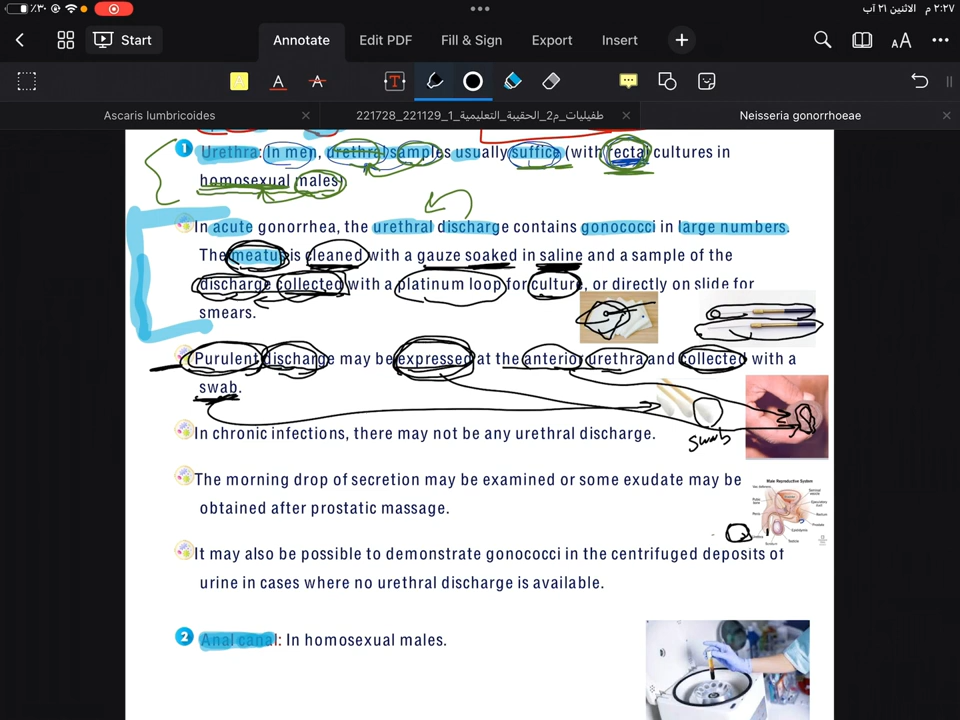 ٪٣٠
٢:٢٧ م الاثنين ٢١ آب
Start
Annotate
Edit PDF
Fill & Sign
Export
Insert
Ascaris lumbricoides
طفيليات_م2_الحقيبة_التعليمية_1_221129_221728
Neisseria gonorrhoeae
1 Urethra: In men, urethral samples usually suffice (with rectal cultures in
homosexual males)
In acute gonorrhea, the urethral discharge contains gonococci in large numbers.
The meatus is cleaned with a gauze soaked in saline and a sample of the
discharge collected with a platinum loop for culture, or directly on slide for
smears.
Purulent discharge may be expressed at the anterior urethra and collected with a
swab.
swab
In chronic infections, there may not be any urethral discharge.
The morning drop of secretion may be examined or some exudate may be
obtained after prostatic massage.
Male Reproductive System
It may also be possible to demonstrate gonococci in the centrifuged deposits of
urine in cases where no urethral discharge is available.
2 Anal canal: In homosexual males.